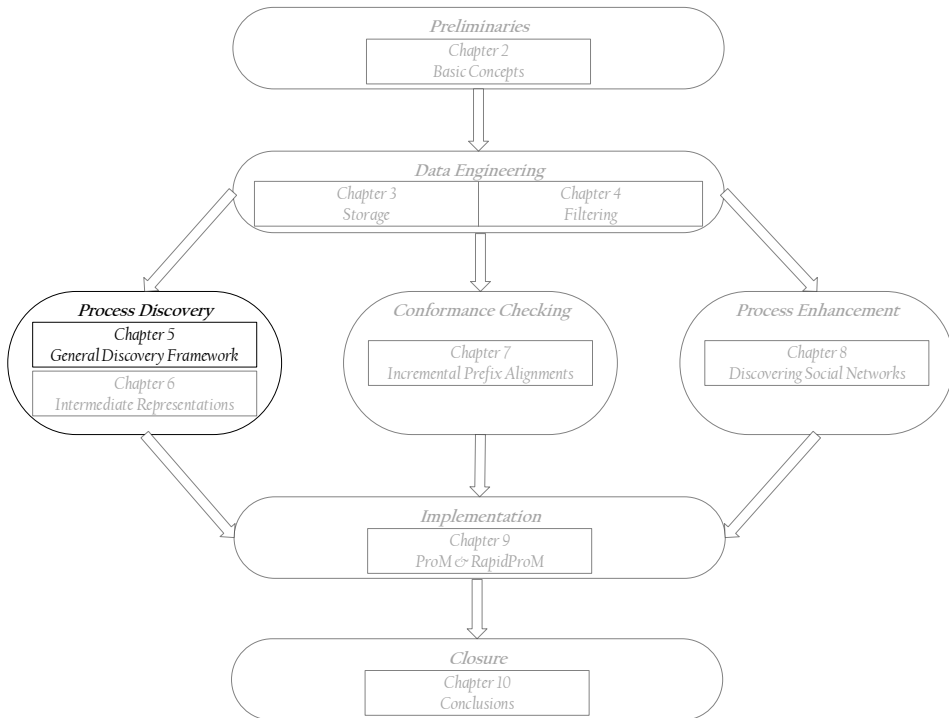 Preliminaries
Chapter 2
Basic Concepts
Data Engineering
Chapter 3
Storage
Chapter 4
Filtering
Process Discovery
Chapter 5
General Discovery Framework
Chapter 6
Intermediate Representations
Conformance Checking
Chapter 7
Incremental Prefix Alignments
Process Enhancement
Chapter 8
Discovering Social Networks
Implementation
Chapter 9
ProM & RapidProM
Closure
Chapter 10
Conclusions